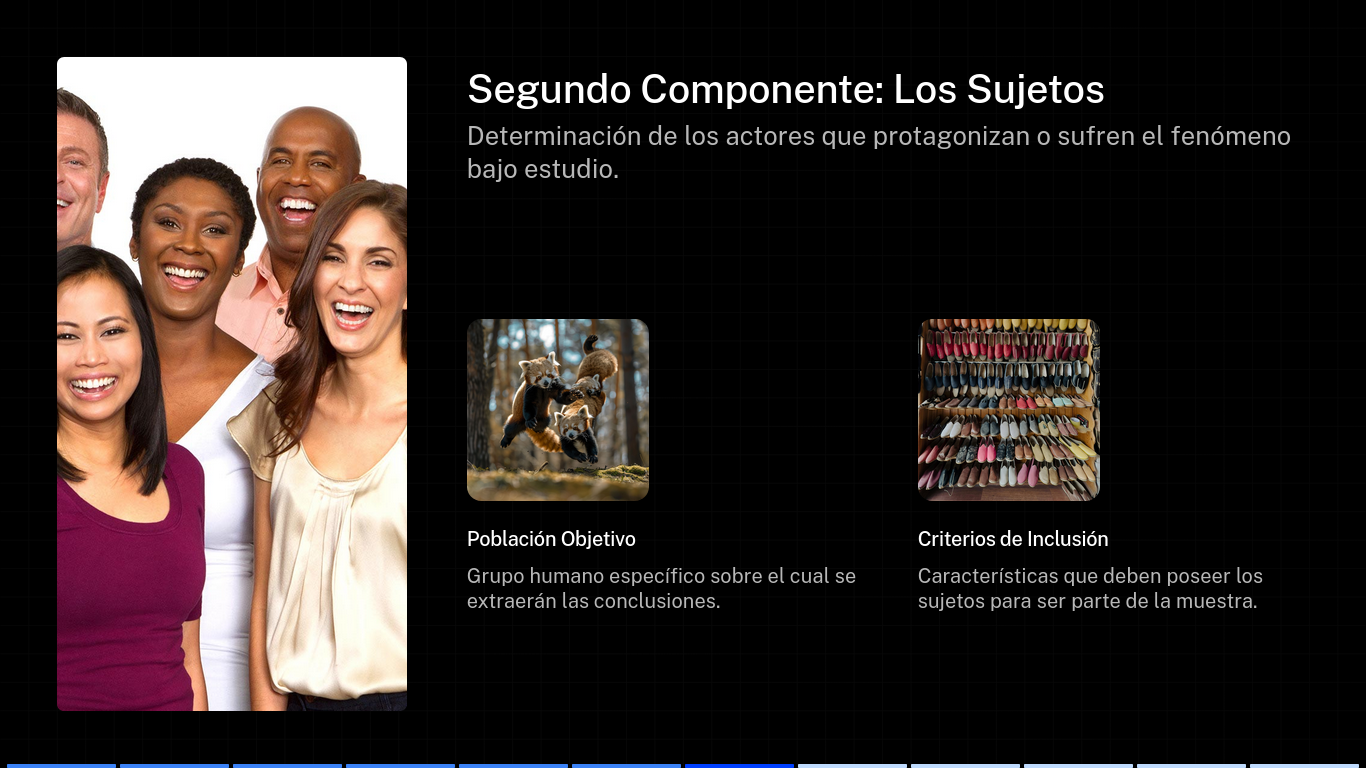 Segundo Componente: Los Sujetos
Determinación de los actores que protagonizan o sufren el fenómeno
bajo estudio.
Población Objetivo
Grupo humano específico sobre el cual se
extraerán las conclusiones.
Criterios de Inclusión
Características que deben poseer los
sujetos para ser parte de la muestra.